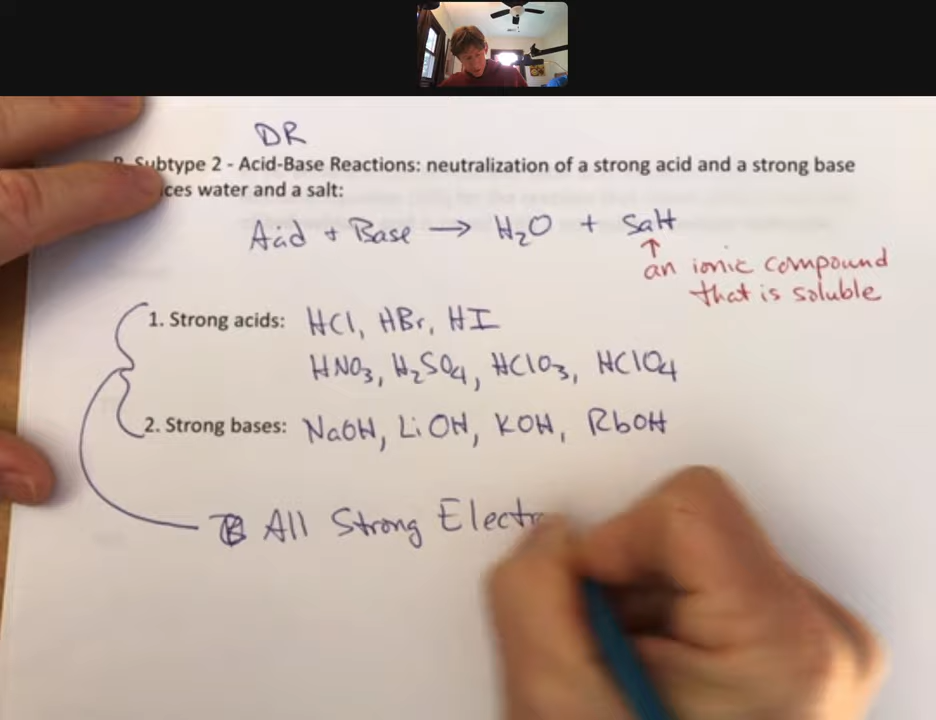 DR
B. Subtype 2 - Acid-Base Reactions: neutralization of a strong acid and a strong base
ces water and a salt:
Acid + Base → H₂O + Salt
↑
an ionic compound
that is soluble
1. Strong acids: HCl, HBr, HI
HNO₃, H₂SO₄, HClO₃, HClO₄
2. Strong bases: NaOH, LiOH, KOH, RbOH
All Strong Electr